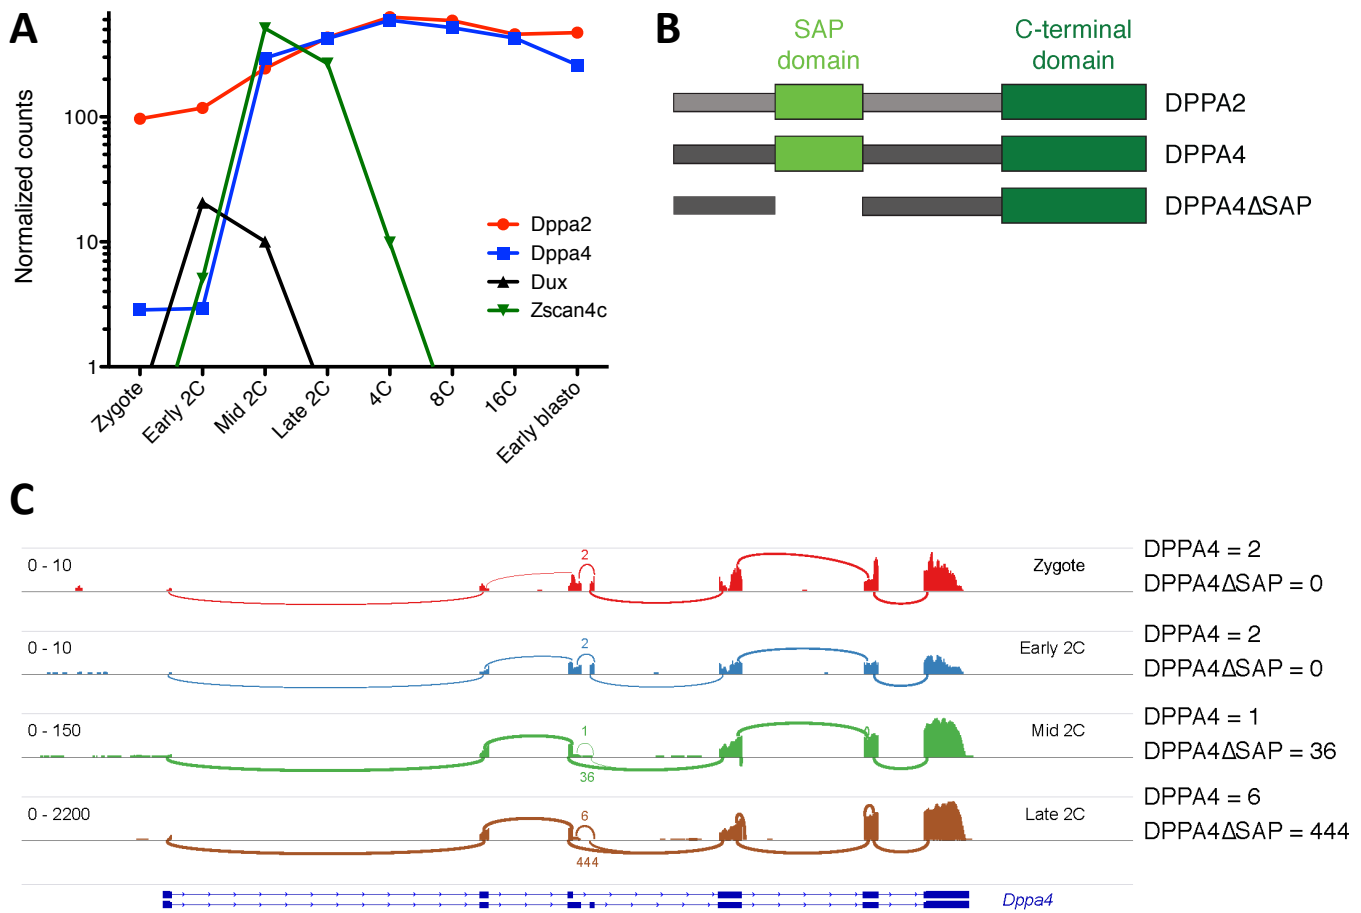 A
Normalized counts
100
10
1
Dppa2
Dppa4
Dux
Zscan4c
Zygote
Early 2C
Mid 2C
Late 2C
4C
8C
16C
Early blasto
B
SAP
domain
C-terminal
domain
DPPA2
DPPA4
DPPA4ΔSAP
C
0 - 10
2
Zygote
DPPA4 = 2
DPPA4ΔSAP = 0
0 - 10
2
Early 2C
DPPA4 = 2
DPPA4ΔSAP = 0
0 - 150
1
36
Mid 2C
DPPA4 = 1
DPPA4ΔSAP = 36
0 - 2200
6
444
Late 2C
DPPA4 = 6
DPPA4ΔSAP = 444
Dppa4